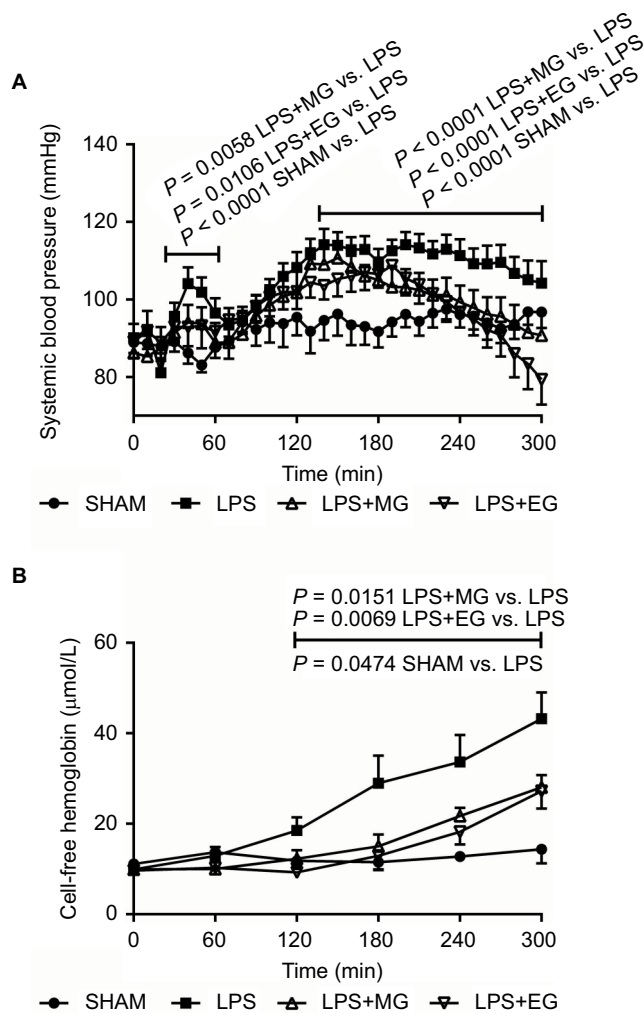 A
P = 0.0058 LPS+MG vs. LPS
P = 0.0106 LPS+EG vs. LPS
P < 0.0001 SHAM vs. LPS
P < 0.0001 LPS+MG vs. LPS
P < 0.0001 LPS+EG vs. LPS
P < 0.0001 SHAM vs. LPS
Systemic blood pressure (mmHg)
140
120
100
80
0 60 120 180 240 300
Time (min)
SHAM LPS LPS+MG LPS+EG
B
P = 0.0151 LPS+MG vs. LPS
P = 0.0069 LPS+EG vs. LPS
P = 0.0474 SHAM vs. LPS
Cell-free hemoglobin (μmol/L)
60
40
20
0
0 60 120 180 240 300
Time (min)
SHAM LPS LPS+MG LPS+EG